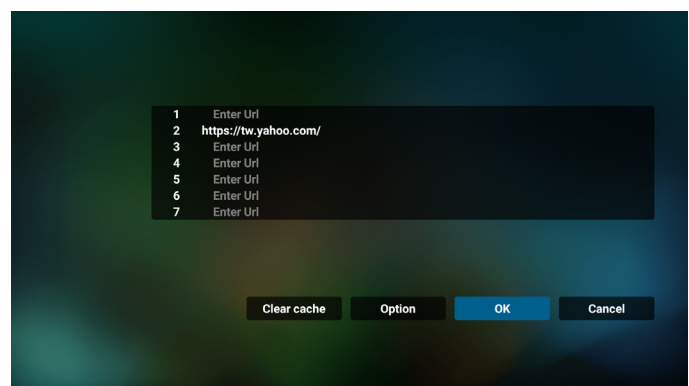 1 Enter Url
2 https://tw.yahoo.com/
3 Enter Url
4 Enter Url
5 Enter Url
6 Enter Url
7 Enter Url
Clear cache Option OK Cancel